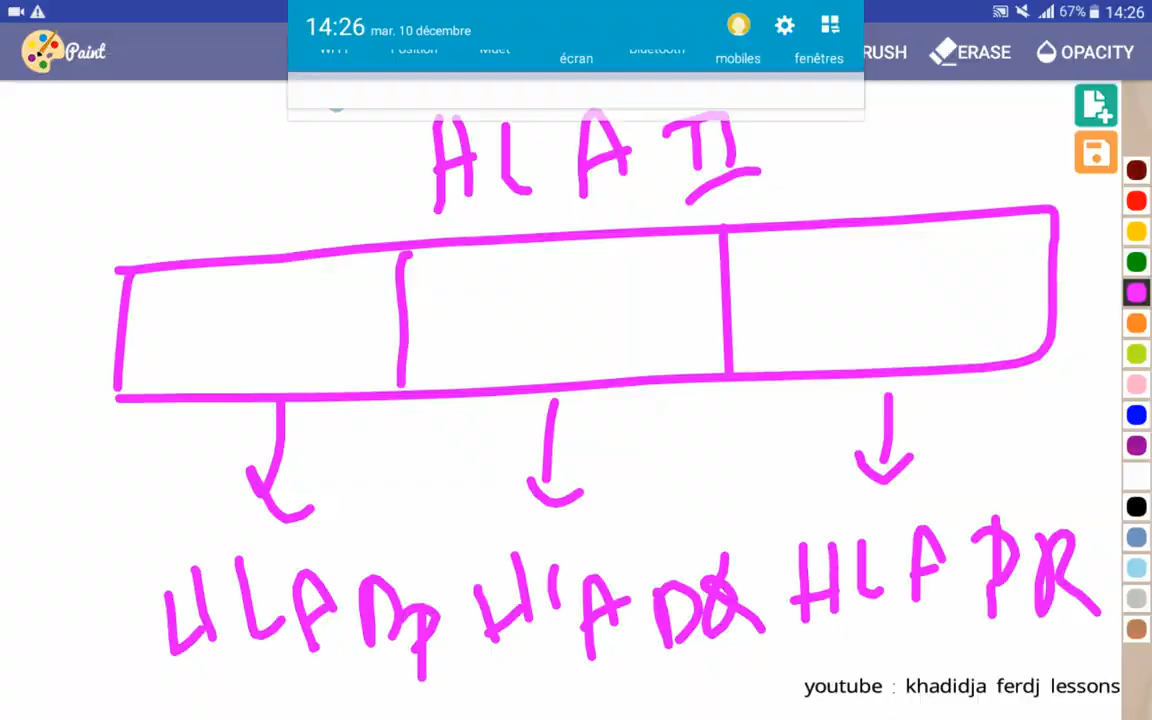 14:26 mar. 10 décembre
67% 14:26
Paint
ERASE
OPACITY
écran
mobiles
fenêtres
HLA II
HLA DP HLA DQ HLA DR
youtube : khadidja ferdj lessons